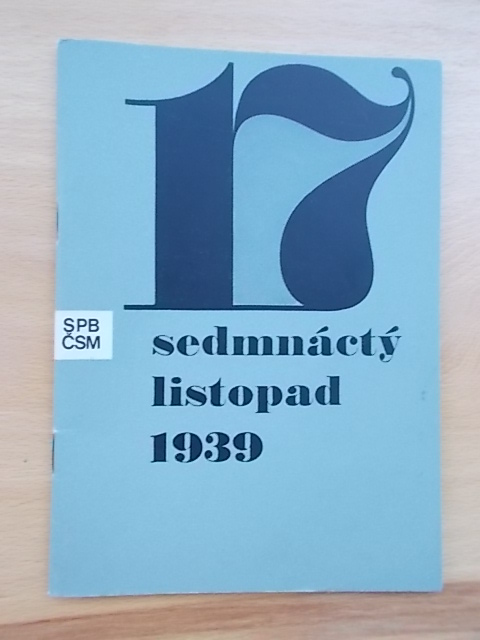 17
SPB
ČSM
sedmnáctý
listopad
1939